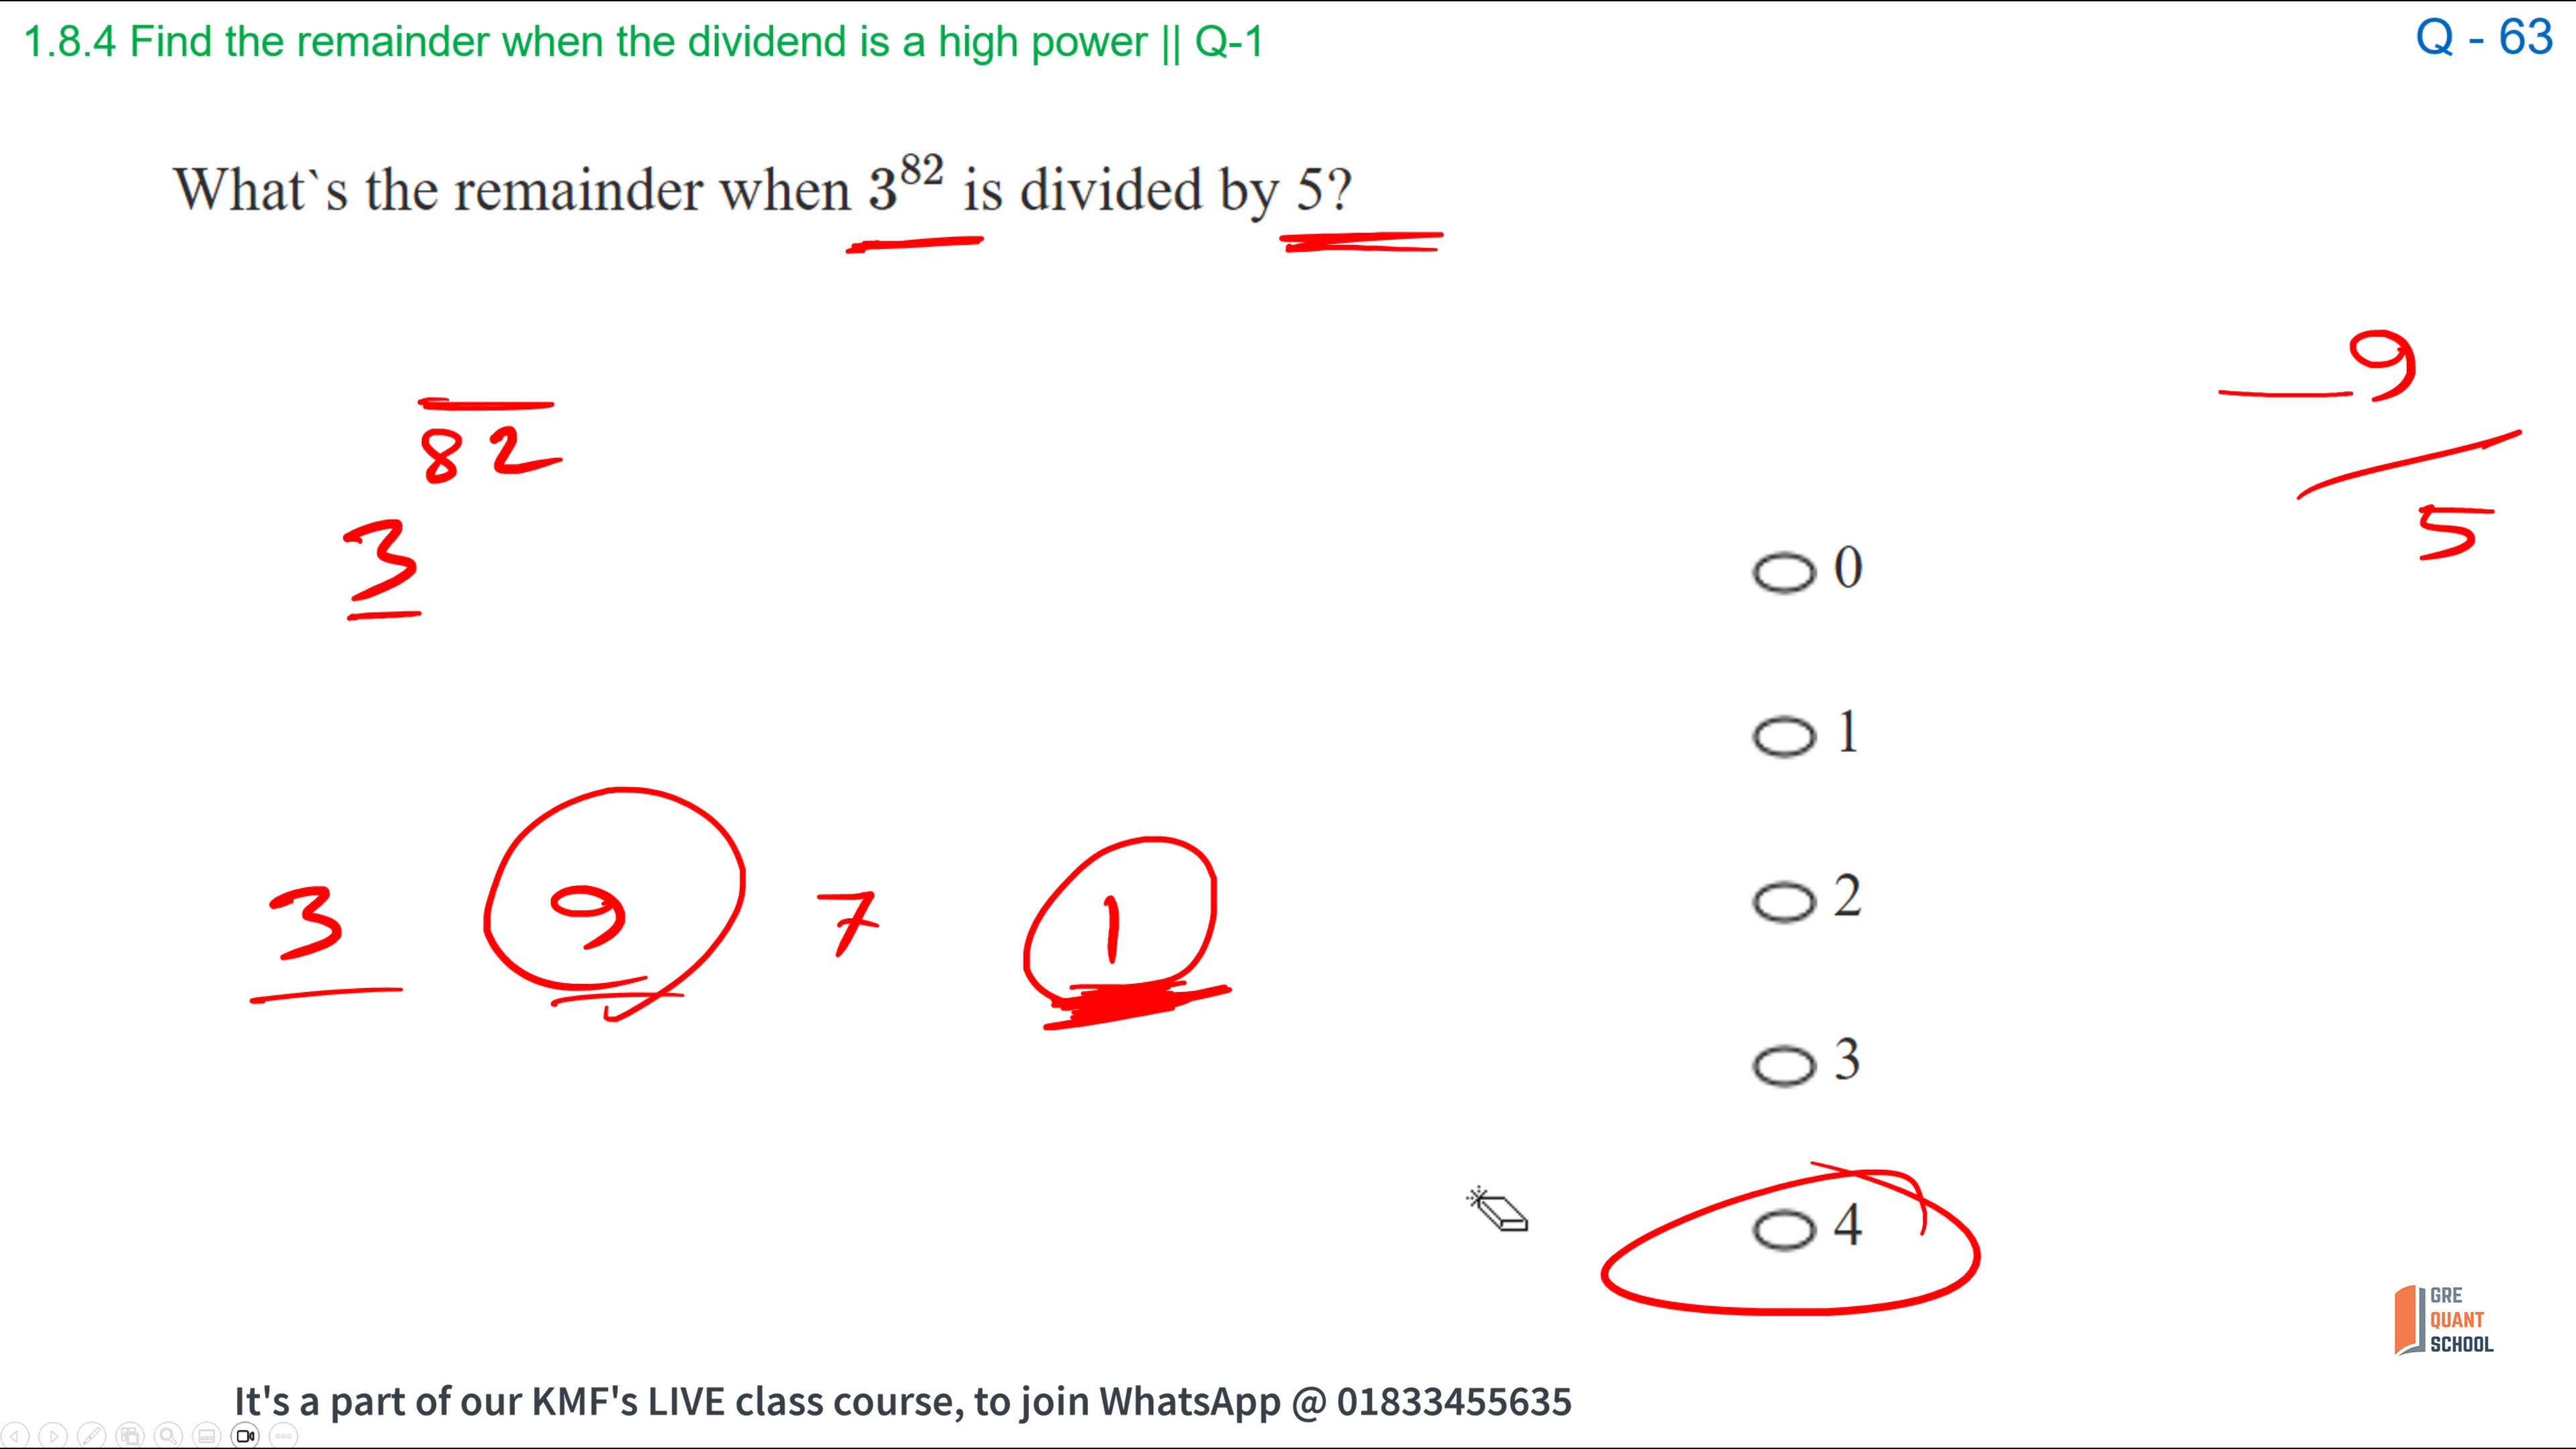 1.8.4 Find the remainder when the dividend is a high power || Q-1
Q - 63
What`s the remainder when 3^82 is divided by 5?
9
5
82
3
0
1
2
3
4
3 9 7 1
GRE
QUANT
SCHOOL
It's a part of our KMF's LIVE class course, to join WhatsApp @ 01833455635